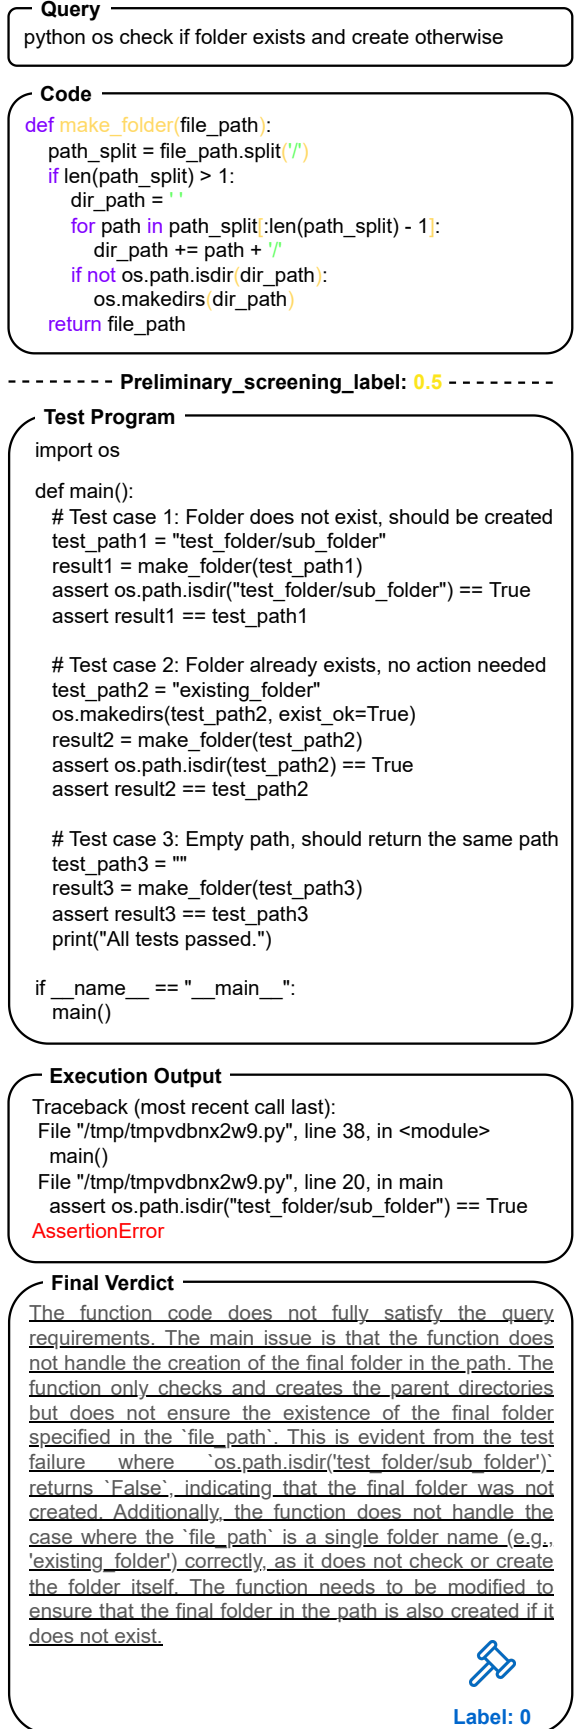 Query
python os check if folder exists and create otherwise
Code
def make_folder(file_path):
path_split = file_path.split('/')
if len(path_split) > 1:
dir_path = ' '
for path in path_split[:len(path_split) - 1]:
dir_path += path + '/'
if not os.path.isdir(dir_path):
os.makedirs(dir_path)
return file_path
Preliminary_screening_label: 0.5
Test Program
import os
def main():
# Test case 1: Folder does not exist, should be created
test_path1 = "test_folder/sub_folder"
result1 = make_folder(test_path1)
assert os.path.isdir("test_folder/sub_folder") == True
assert result1 == test_path1
# Test case 2: Folder already exists, no action needed
test_path2 = "existing_folder"
os.makedirs(test_path2, exist_ok=True)
result2 = make_folder(test_path2)
assert os.path.isdir(test_path2) == True
assert result2 == test_path2
# Test case 3: Empty path, should return the same path
test_path3 = ""
result3 = make_folder(test_path3)
assert result3 == test_path3
print("All tests passed.")
if __name__ == "__main__":
main()
Execution Output
Traceback (most recent call last):
File "/tmp/tmpvdbnx2w9.py", line 38, in <module>
main()
File "/tmp/tmpvdbnx2w9.py", line 20, in main
assert os.path.isdir("test_folder/sub_folder") == True
AssertionError
Final Verdict
The function code does not fully satisfy the query
requirements. The main issue is that the function does
not handle the creation of the final folder in the path. The
function only checks and creates the parent directories
but does not ensure the existence of the final folder
specified in the `file_path`. This is evident from the test
failure where `os.path.isdir('test_folder/sub_folder')`
returns `False`, indicating that the final folder was not
created. Additionally, the function does not handle the
case where the `file_path` is a single folder name (e.g.,
'existing_folder') correctly, as it does not check or create
the folder itself. The function needs to be modified to
ensure that the final folder in the path is also created if it
does not exist.
Label: 0